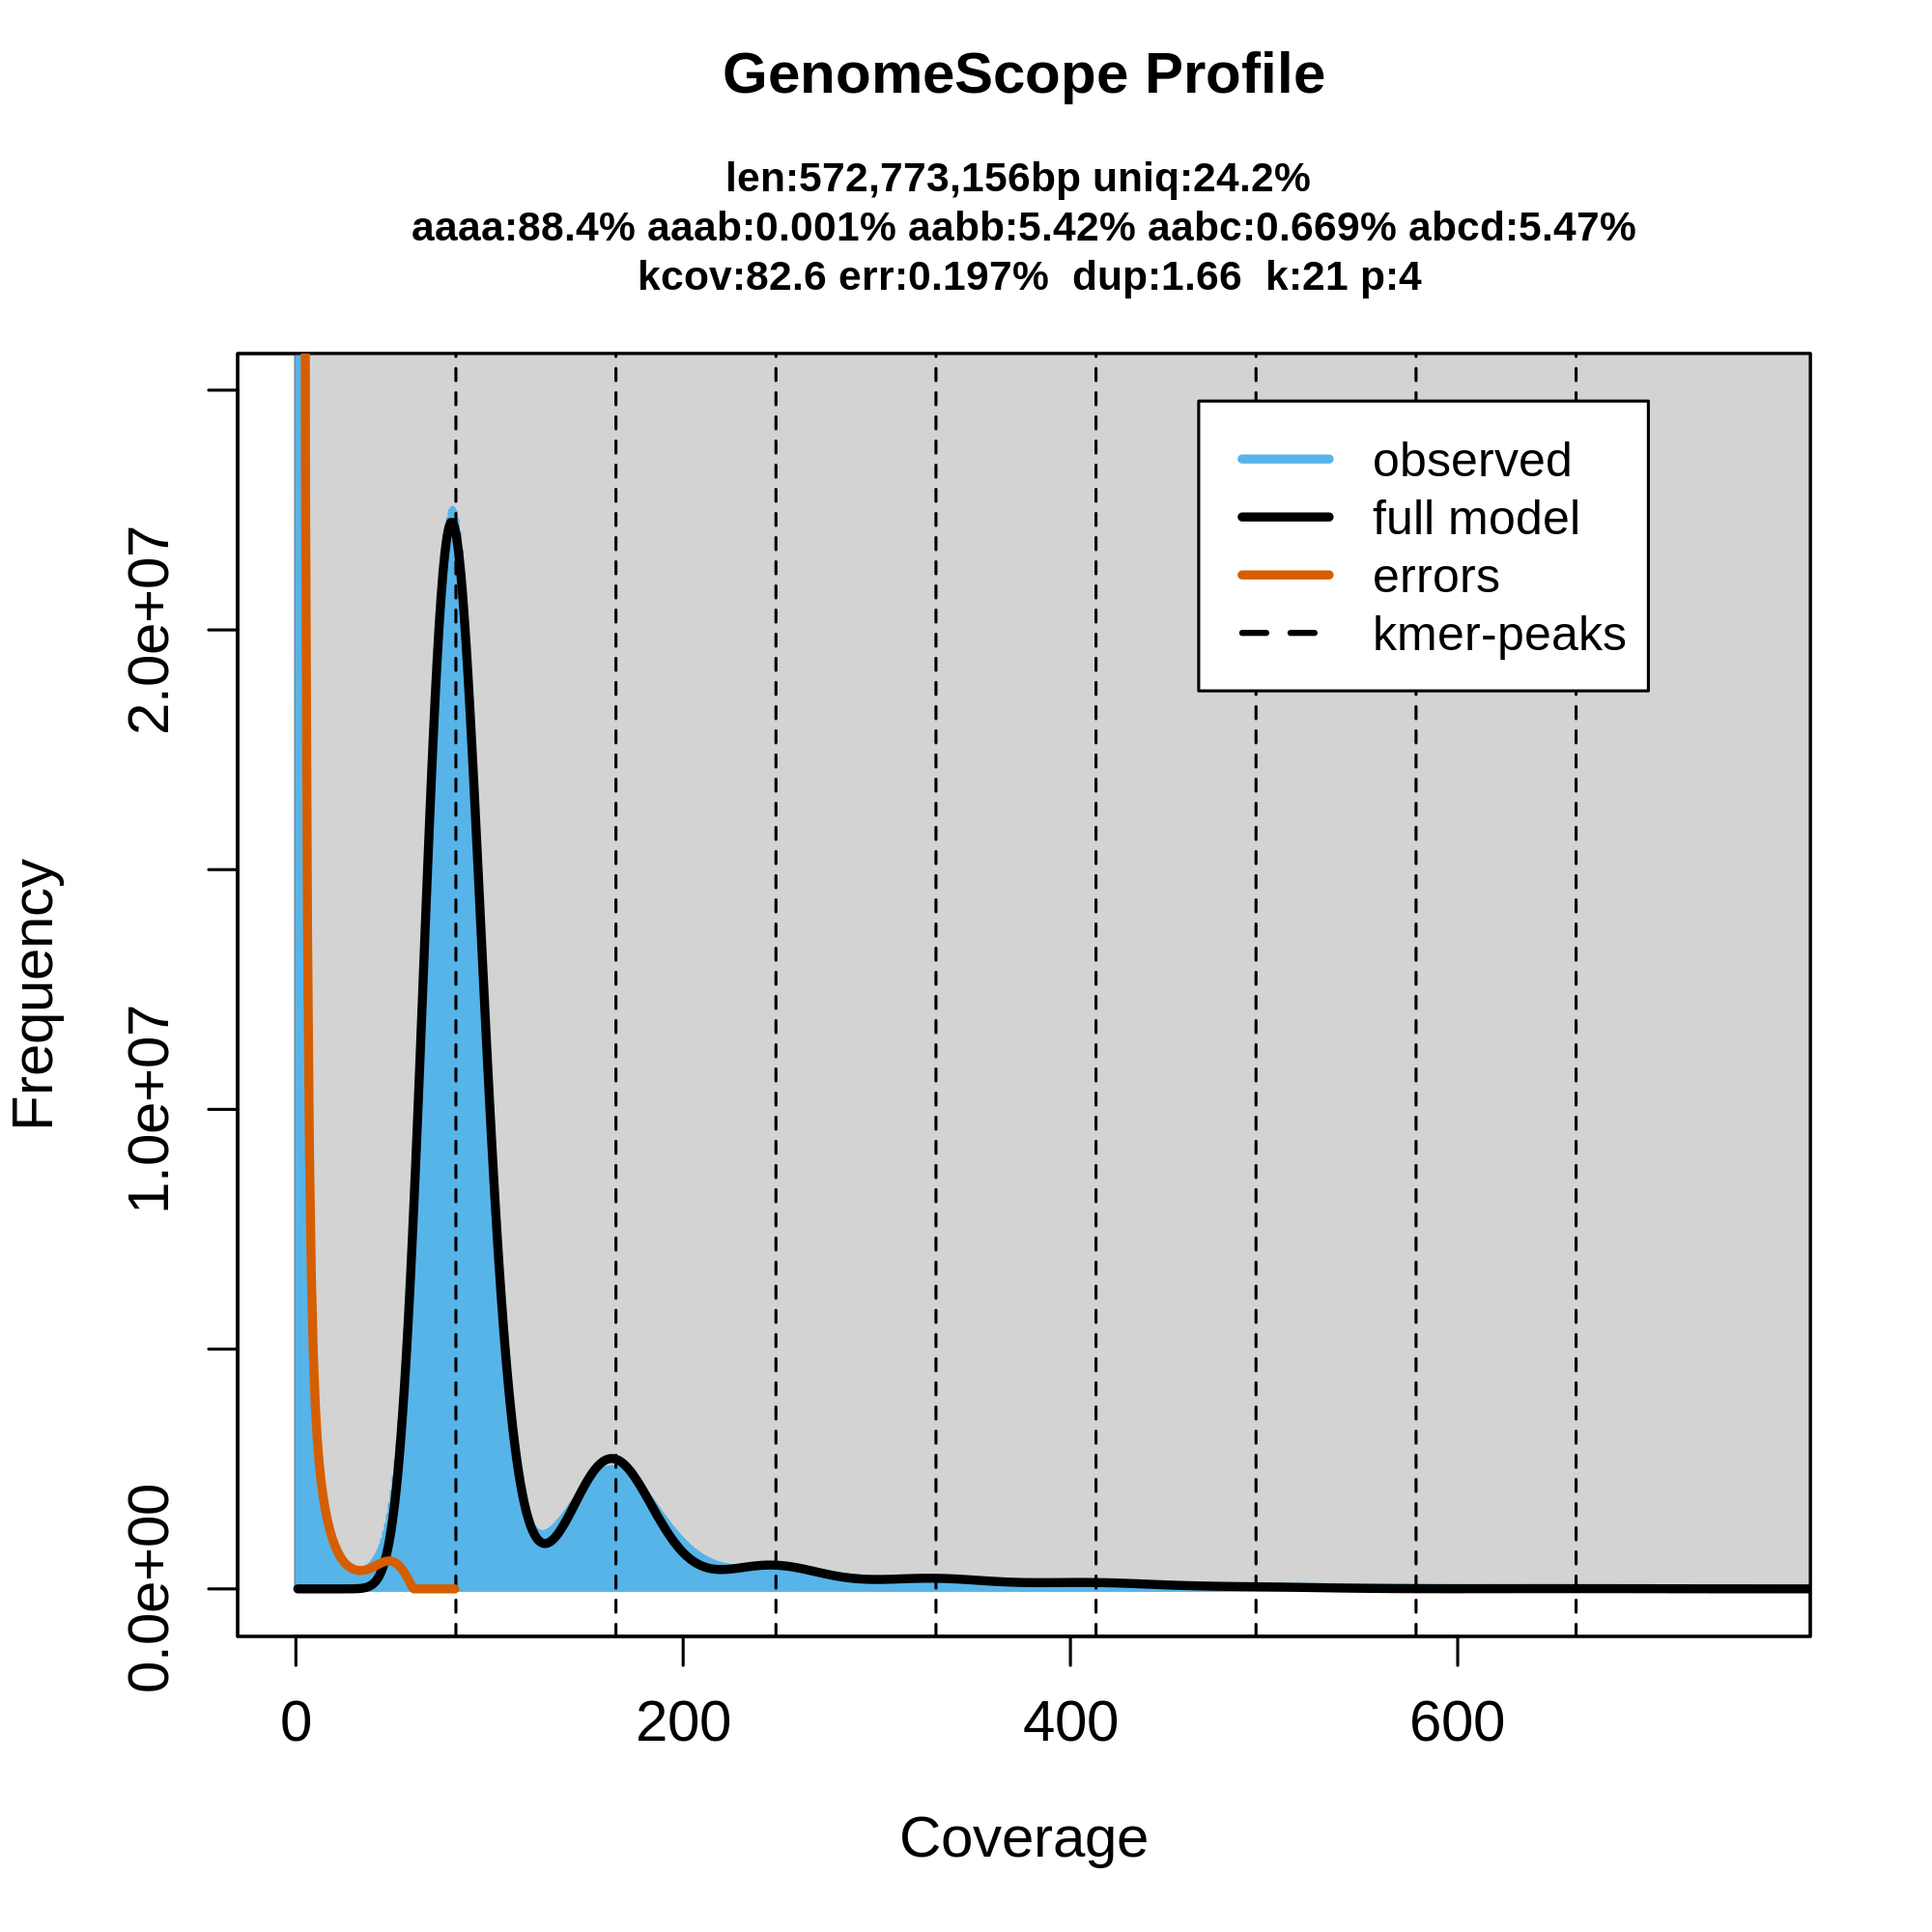 GenomeScope Profile
len:572,773,156bp uniq:24.2%
aaaa:88.4% aaab:0.001% aabb:5.42% aabc:0.669% abcd:5.47%
kcov:82.6 err:0.197%  dup:1.66  k:21 p:4
observed
full model
errors
kmer-peaks
Frequency
2.0e+07
1.0e+07
0.0e+00
0 200 400 600
Coverage